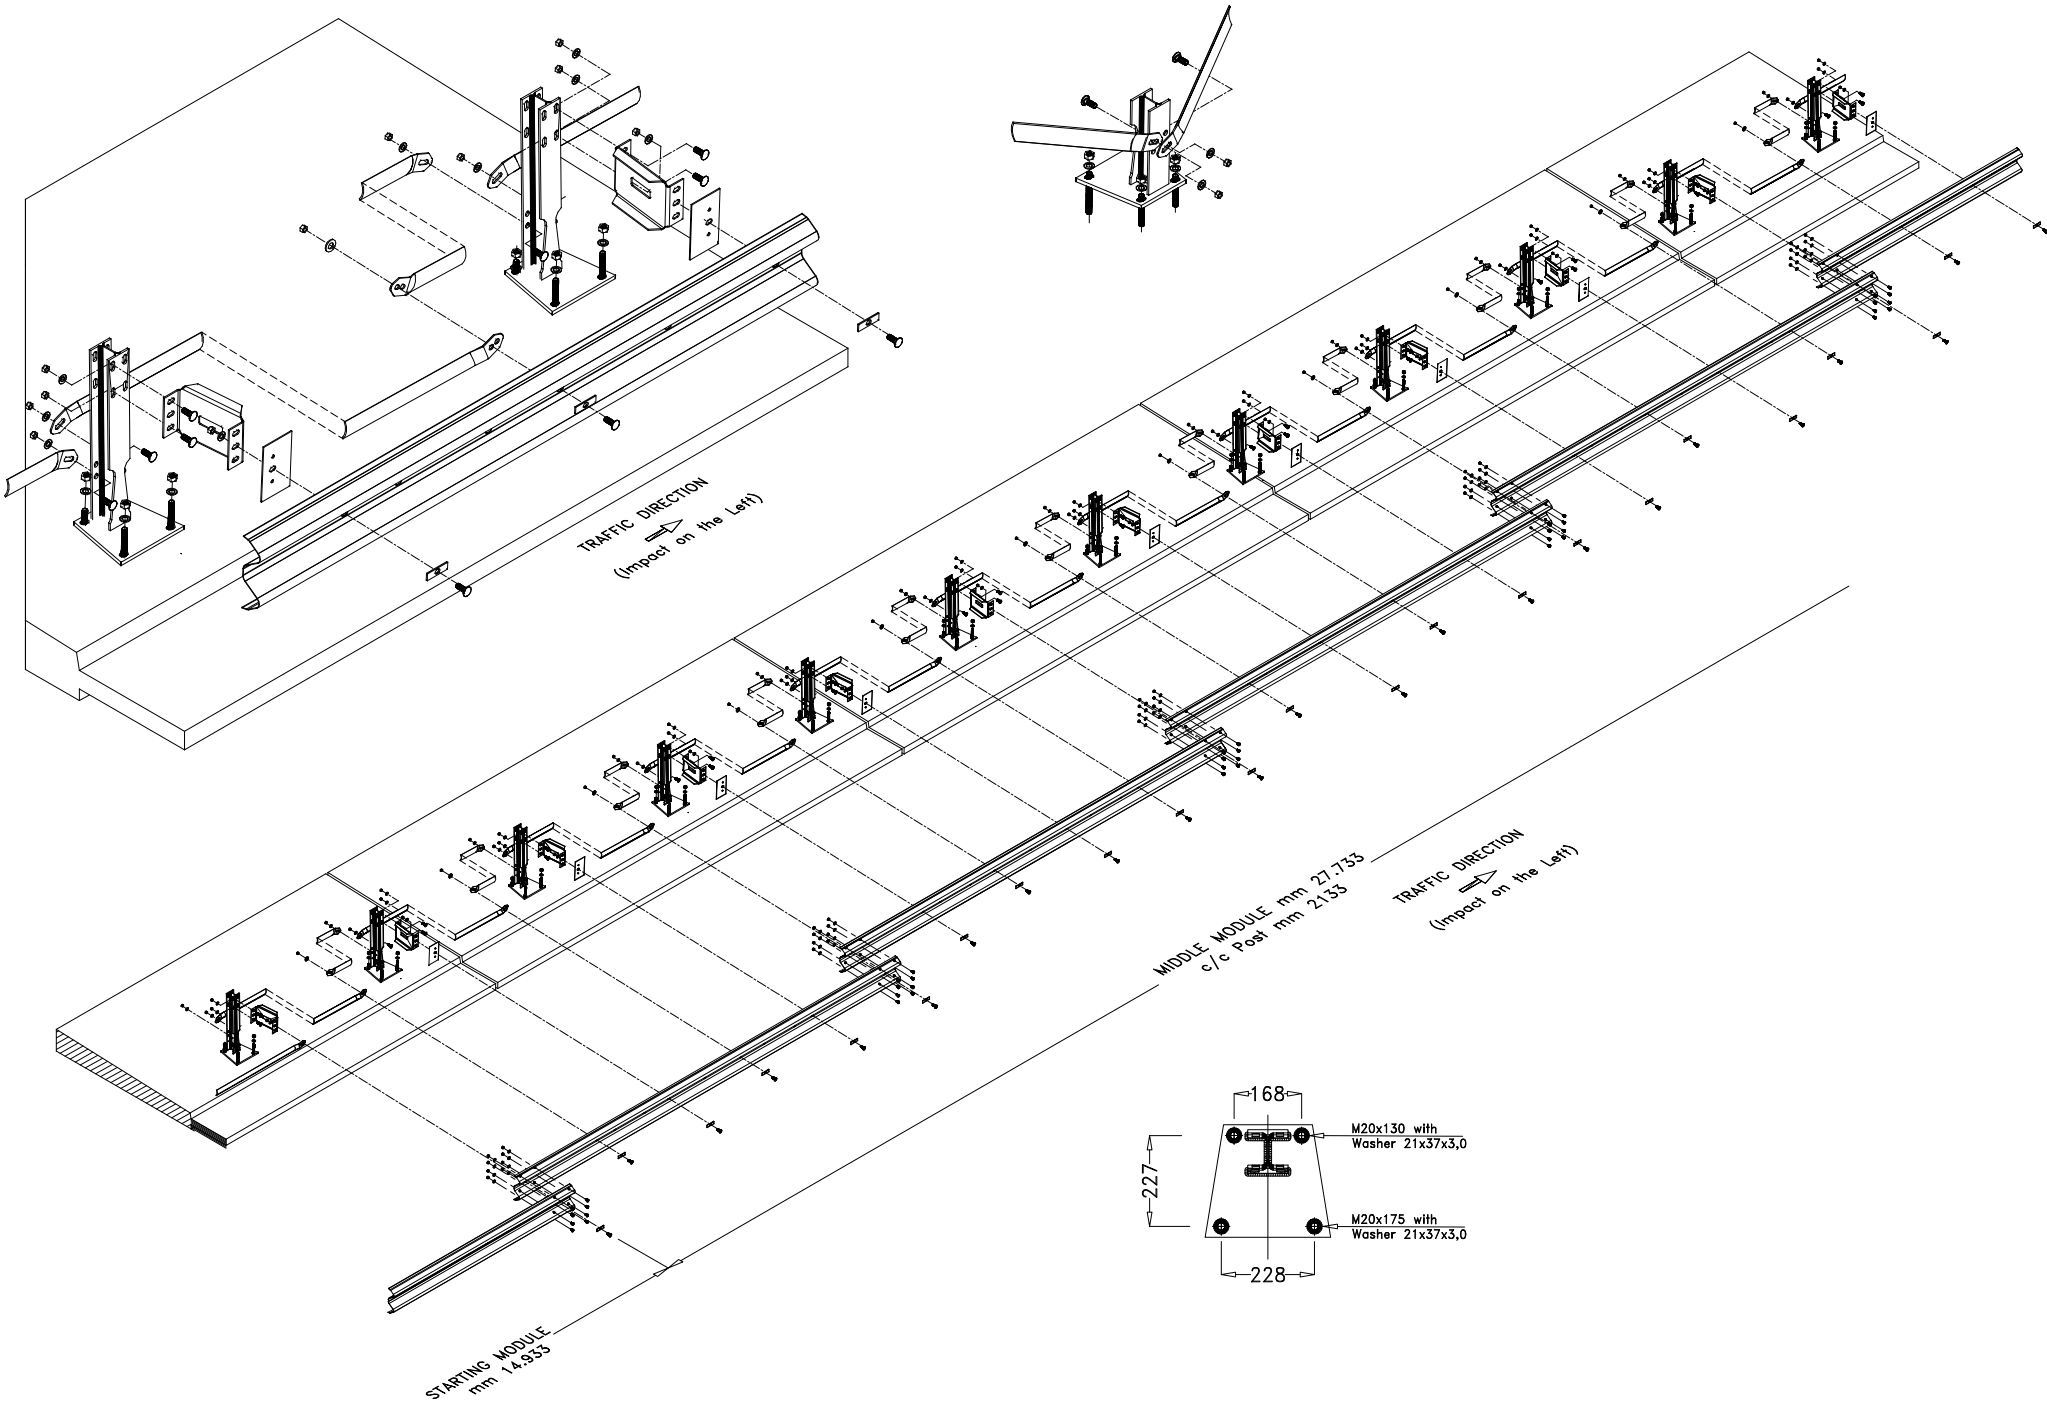 TRAFFIC DIRECTION
(Impact on the Left)
MIDDLE MODULE mm 27.733
c/c Post mm 2133
TRAFFIC DIRECTION
(Impact on the Left)
168
M20x130 with
Washer 21x37x3,0
227
M20x175 with
Washer 21x37x3,0
228
STARTING MODULE
mm 14.933